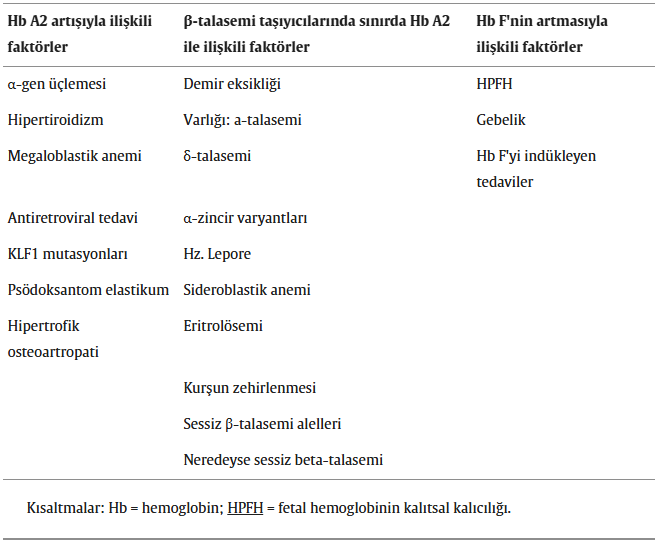 Hb A2 artışıyla ilişkili faktörler
β-talasemi taşıyıcılarında sınırda Hb A2 ile ilişkili faktörler
Hb F'nin artmasıyla ilişkili faktörler
α-gen üçlemesi
Demir eksikliği
HPFH
Hipertiroidizm
Varlığı: a-talasemi
Gebelik
Megaloblastik anemi
δ-talasemi
Hb F'yi indükleyen tedaviler
Antiretroviral tedavi
α-zincir varyantları
KLF1 mutasyonları
Hz. Lepore
Psödoksantom elastikum
Sideroblastik anemi
Hipertrofik osteoartropati
Eritrolösemi
Kurşun zehirlenmesi
Sessiz β-talasemi alelleri
Neredeyse sessiz beta-talasemi
Kısaltmalar: Hb = hemoglobin; HPFH = fetal hemoglobinin kalıtsal kalıcılığı.